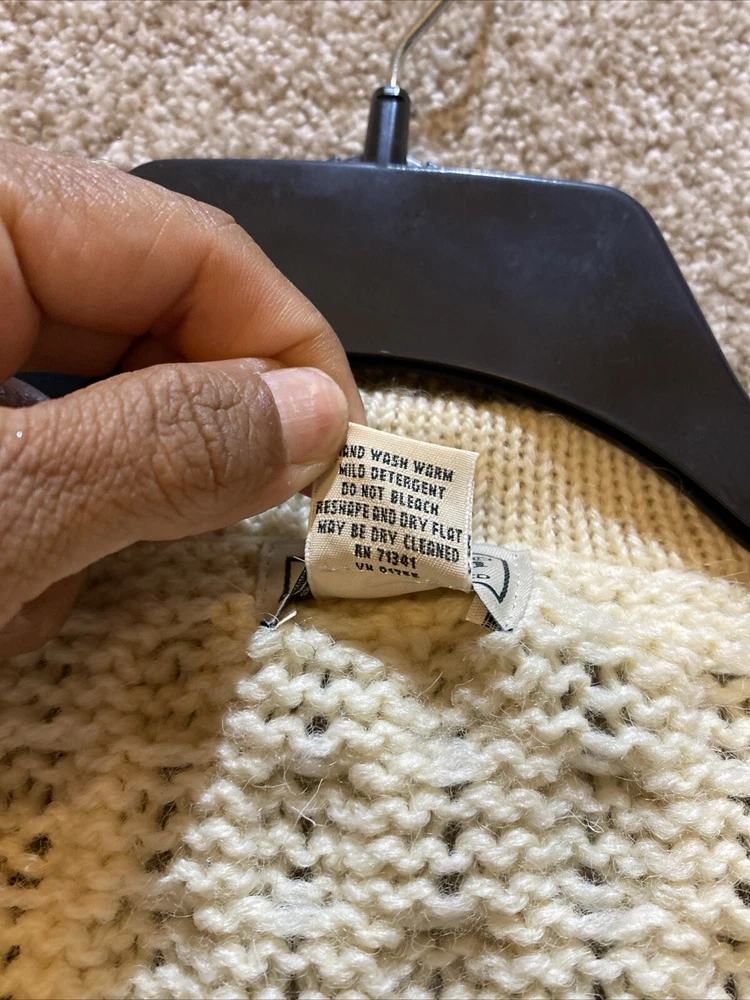 HAND WASH WARM
MILD DETERGENT
DO NOT BLEACH
RESHAPE AND DRY FLAT
MAY BE DRY CLEANED
RN 71341